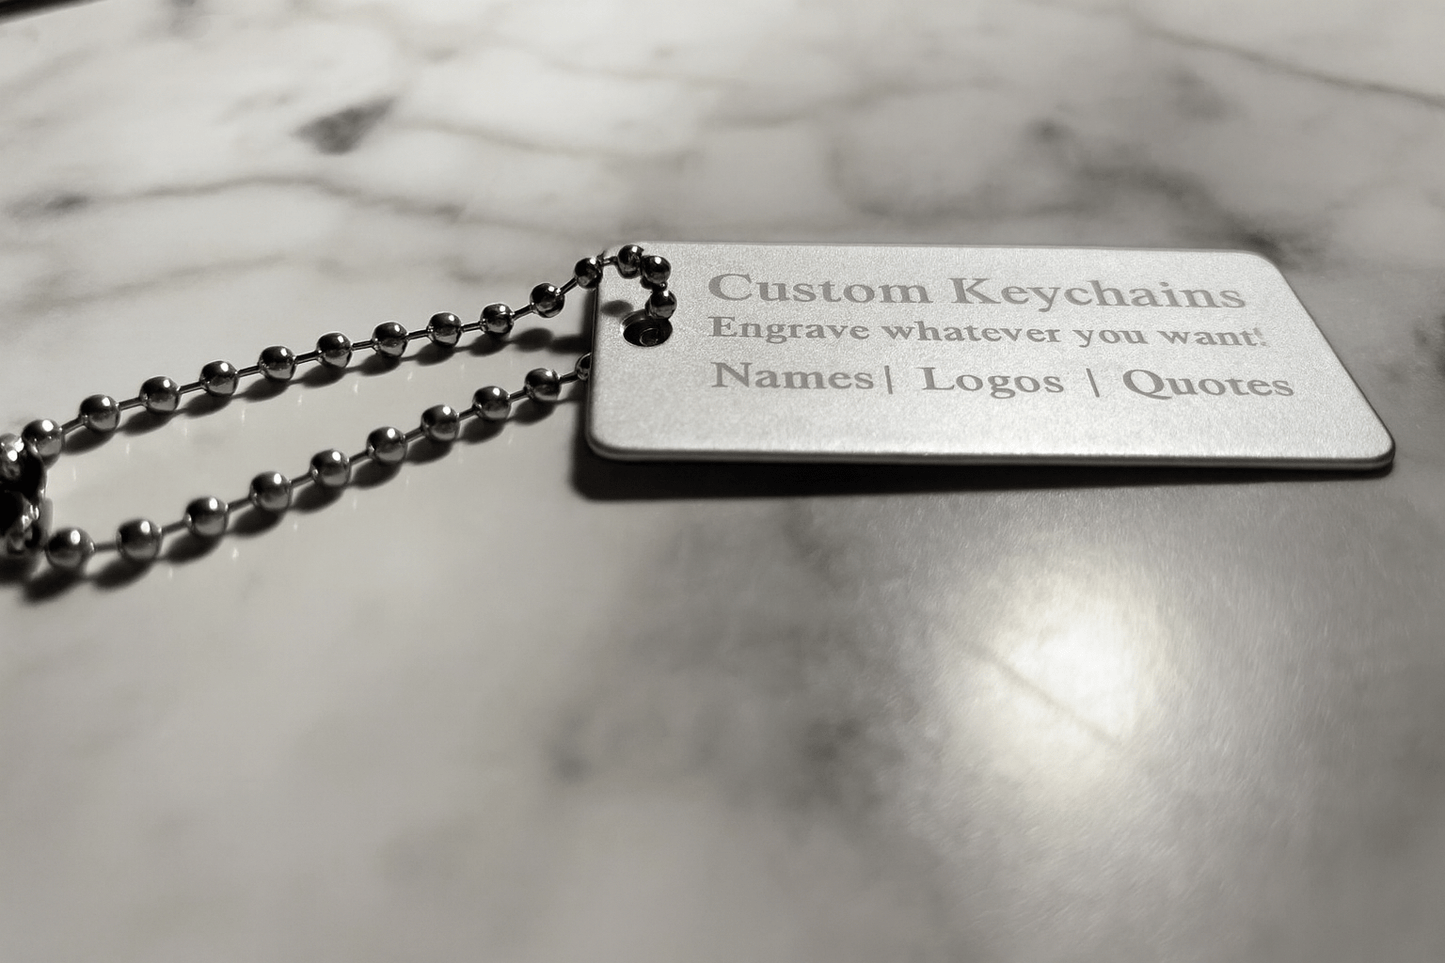 Custom Keychains
Engrave whatever you want!
Names| Logos | Quotes